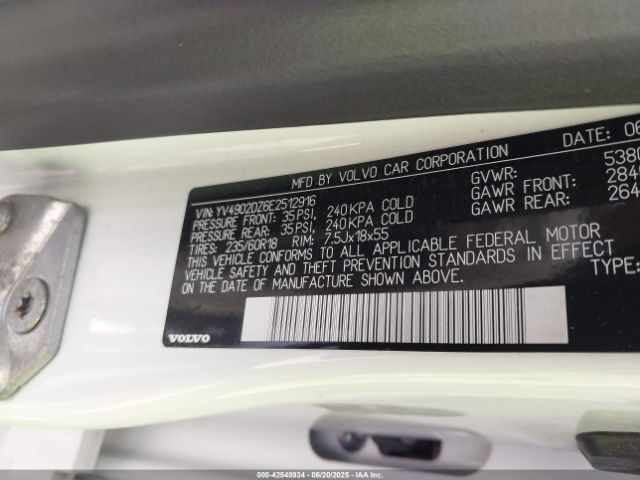 MFD BY VOLVO CAR CORPORATION DATE: 06
VIN: YV4902DZ6E2512916 GVWR: 5380
PRESSURE FRONT: 35PSI, 240KPA COLD GAWR FRONT: 284
PRESSURE REAR: 35PSI, 240KPA COLD GAWR REAR: 264
TIRES: 235/60R18 RIM: 7.5Jx18x55
THIS VEHICLE CONFORMS TO ALL APPLICABLE FEDERAL MOTOR
VEHICLE SAFETY AND THEFT PREVENTION STANDARDS IN EFFECT
ON THE DATE OF MANUFACTURE SHOWN ABOVE. TYPE:
VOLVO
000-42548934 - 06/20/2025 - IAAI.COM